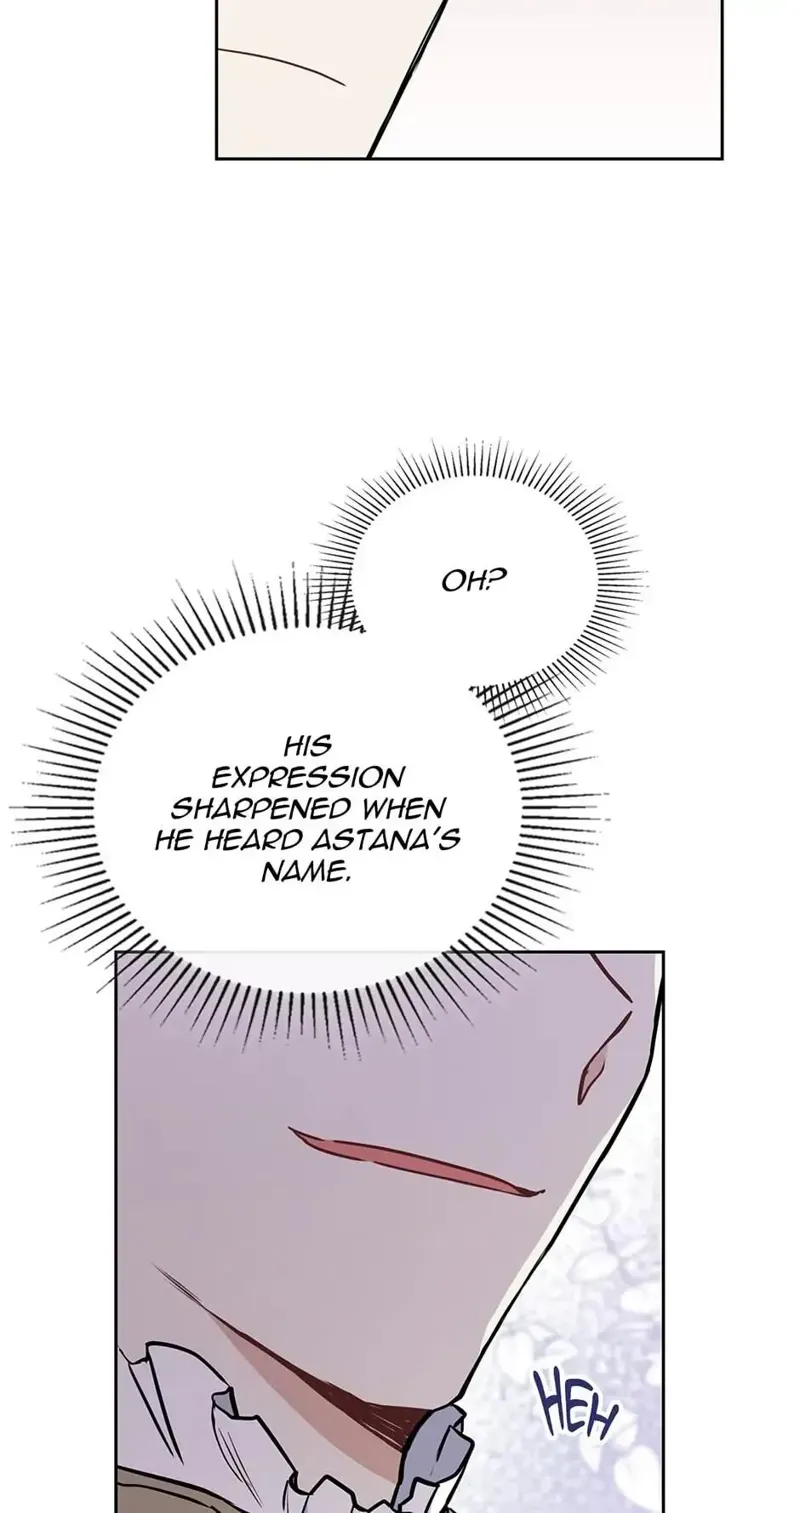 OH?
HIS
EXPRESSION
SHARPENED WHEN
HE HEARD ASTANA'S
NAME.
HEH